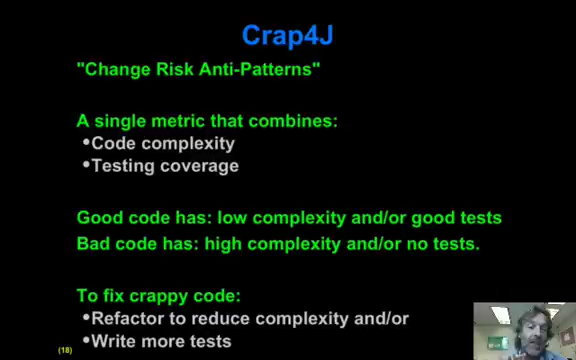 Crap4J
"Change Risk Anti-Patterns"
A single metric that combines:
•Code complexity
•Testing coverage
Good code has: low complexity and/or good tests
Bad code has: high complexity and/or no tests.
To fix crappy code:
•Refactor to reduce complexity and/or
•Write more tests
(18)